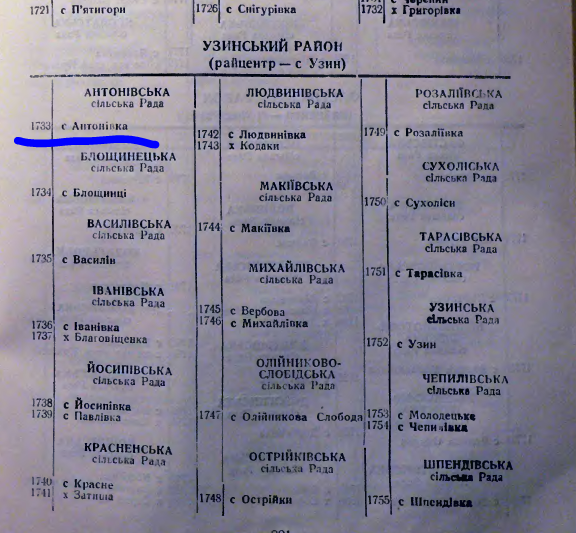 1721 с П'ятигори
1726 с Снігурівка
1732 х Григорівка
УЗИНСЬКИЙ РАЙОН
(райцентр — с Узин)
АНТОНІВСЬКА
сільська Рада
1733 с Антонівка
БЛОЩИНЕЦЬКА
сільська Рада
1734 с Блощинці
ВАСИЛІВСЬКА
сільська Рада
1735 с Василів
ІВАНІВСЬКА
сільська Рада
1736 с Іванівка
1737 х Благовіщенка
ЙОСИПІВСЬКА
сільська Рада
1738 с Йосипівка
1739 с Павлівка
КРАСНЕНСЬКА
сільська Рада
1740 с Красне
1741 х Затиша
ЛЮДВИНІВСЬКА
сільська Рада
1742 с Людвинівка
1743 х Кодаки
МАКІЇВСЬКА
сільська Рада
1744 с Макіївка
МИХАЙЛІВСЬКА
сільська Рада
1745 с Вербова
1746 с Михайлівка
ОЛІЙНИКОВО-
СЛОБІДСЬКА
сільська Рада
1747 с Олійникова Слобода
ОСТРІЙКІВСЬКА
сільська Рада
1748 с Острійки
РОЗАЛІЇВСЬКА
сільська Рада
1749 с Розаліївка
СУХОЛІСЬКА
сільська Рада
1750 с Сухоліси
ТАРАСІВСЬКА
сільська Рада
1751 с Тарасівка
УЗИНСЬКА
сільська Рада
1752 с Узин
ЧЕПИЛІВСЬКА
сільська Рада
1753 с Молодецьке
1754 с Чепилівка
ШПЕНДІВСЬКА
сільська Рада
1755 с Шпендівка